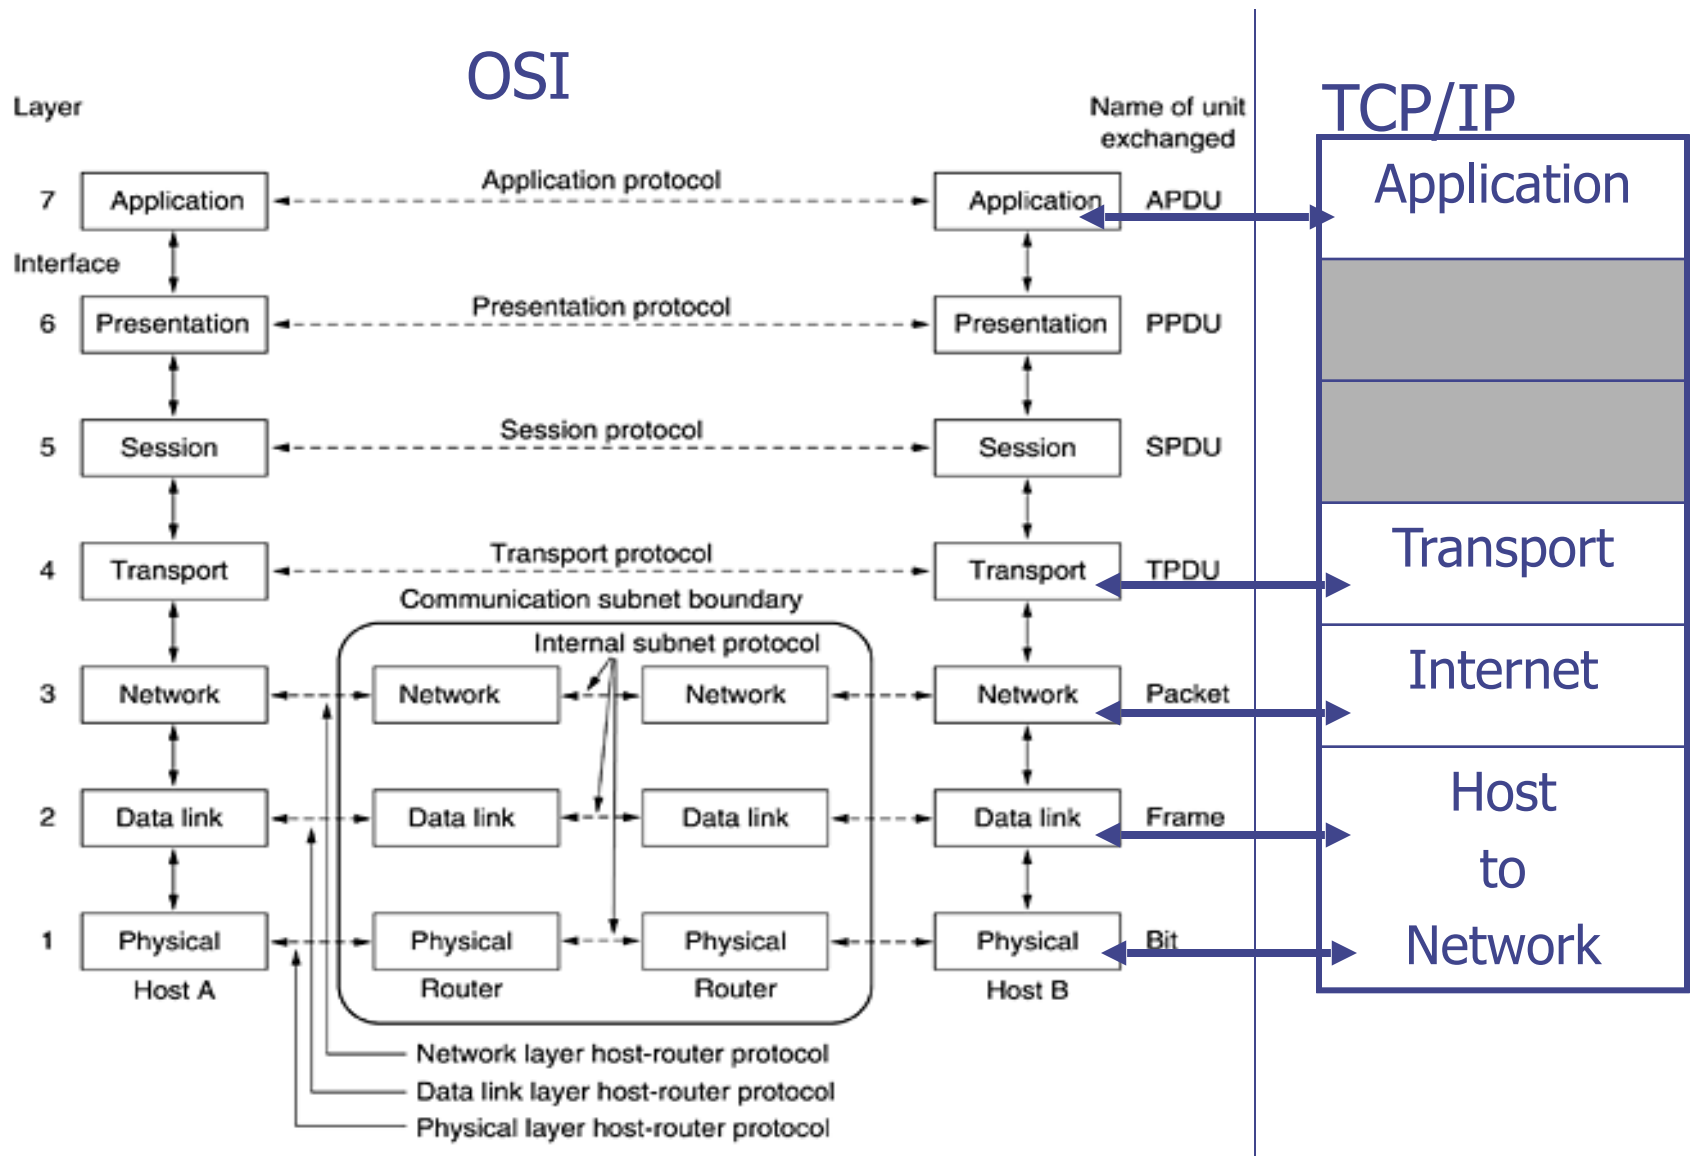 OSI
TCP/IP
Layer
Name of unit
exchanged
7
Application
Application protocol
Application
APDU
Application
Interface
6
Presentation
Presentation protocol
Presentation
PPDU
5
Session
Session protocol
Session
SPDU
4
Transport
Transport protocol
Transport
TPDU
Transport
Communication subnet boundary
Internal subnet protocol
3
Network
Network
Network
Network
Packet
Internet
2
Data link
Data link
Data link
Data link
Frame
Host
to
Network
1
Physical
Physical
Physical
Physical
Bit
Host A
Router
Router
Host B
Network layer host-router protocol
Data link layer host-router protocol
Physical layer host-router protocol